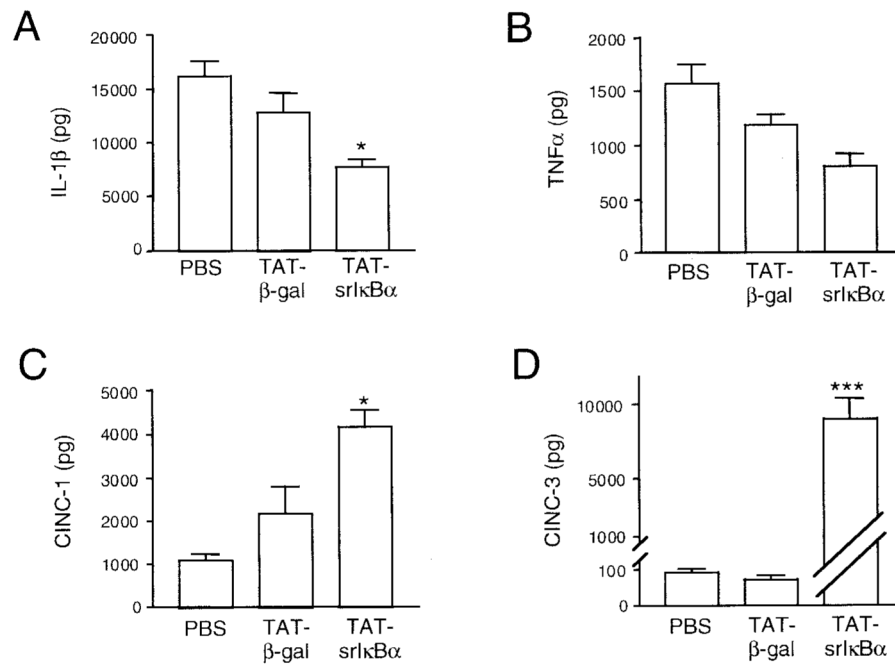 A
20000
15000
10000
5000
0
IL-1β (pg)
*
PBS
TAT-
β-gal
TAT-
srIκBα
B
2000
1500
1000
500
0
TNFα (pg)
PBS
TAT-
β-gal
TAT-
srIκBα
C
5000
4000
3000
2000
1000
0
CINC-1 (pg)
*
PBS
TAT-
β-gal
TAT-
srIκBα
D
10000
5000
1000
100
0
CINC-3 (pg)
***
PBS
TAT-
β-gal
TAT-
srIκBα